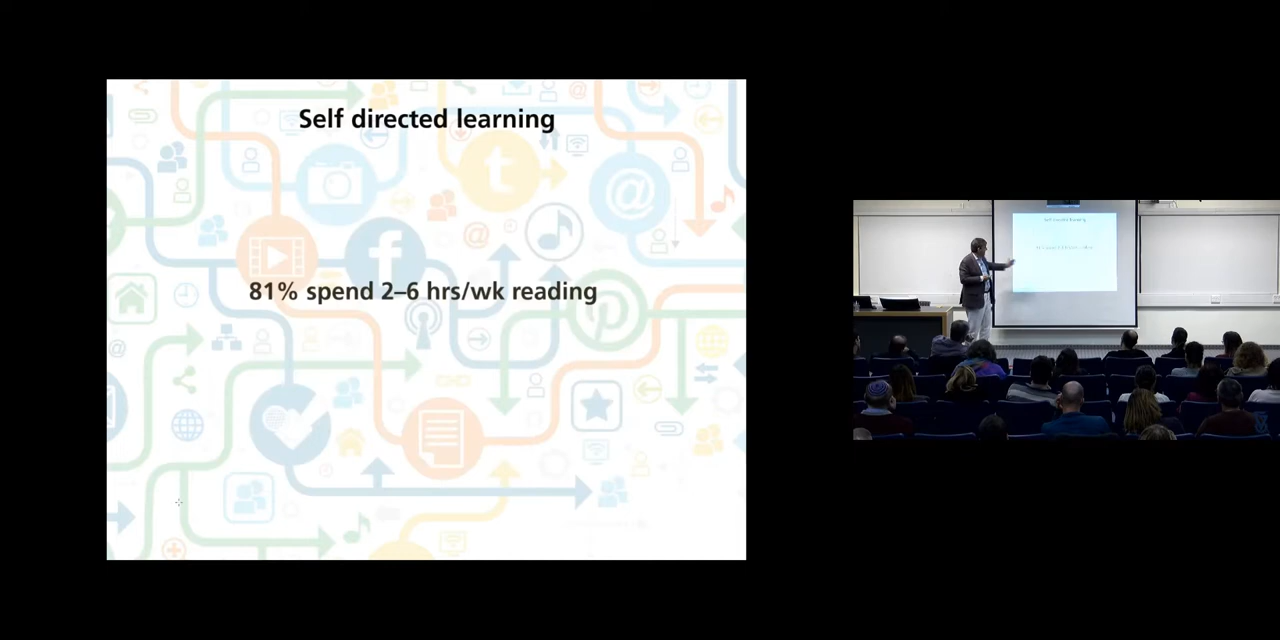 Self directed learning
81% spend 2–6 hrs/wk reading